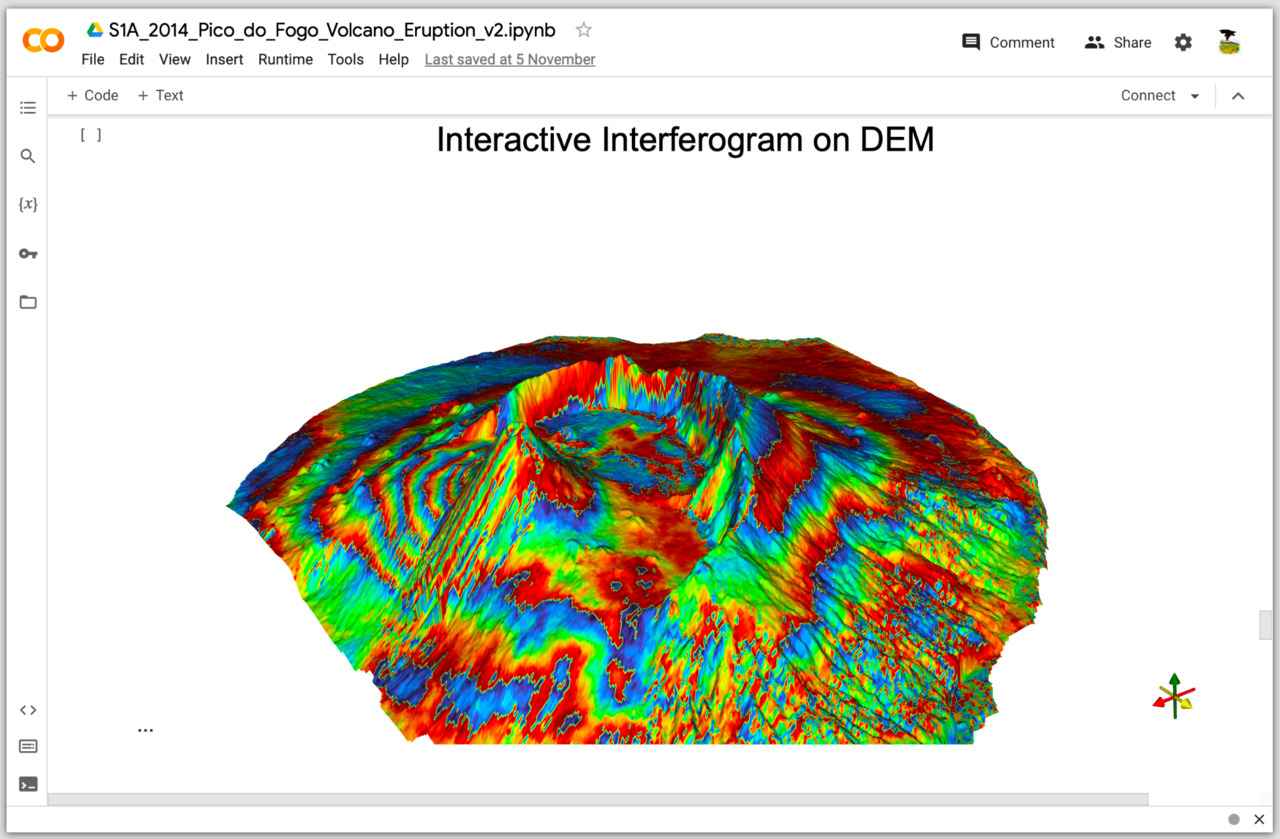 S1A_2014_Pico_do_Fogo_Volcano_Eruption_v2.ipynb
File Edit View Insert Runtime Tools Help Last saved at 5 November
Comment Share
+ Code + Text
Connect
[ ]
Interactive Interferogram on DEM
{x}
<>
...